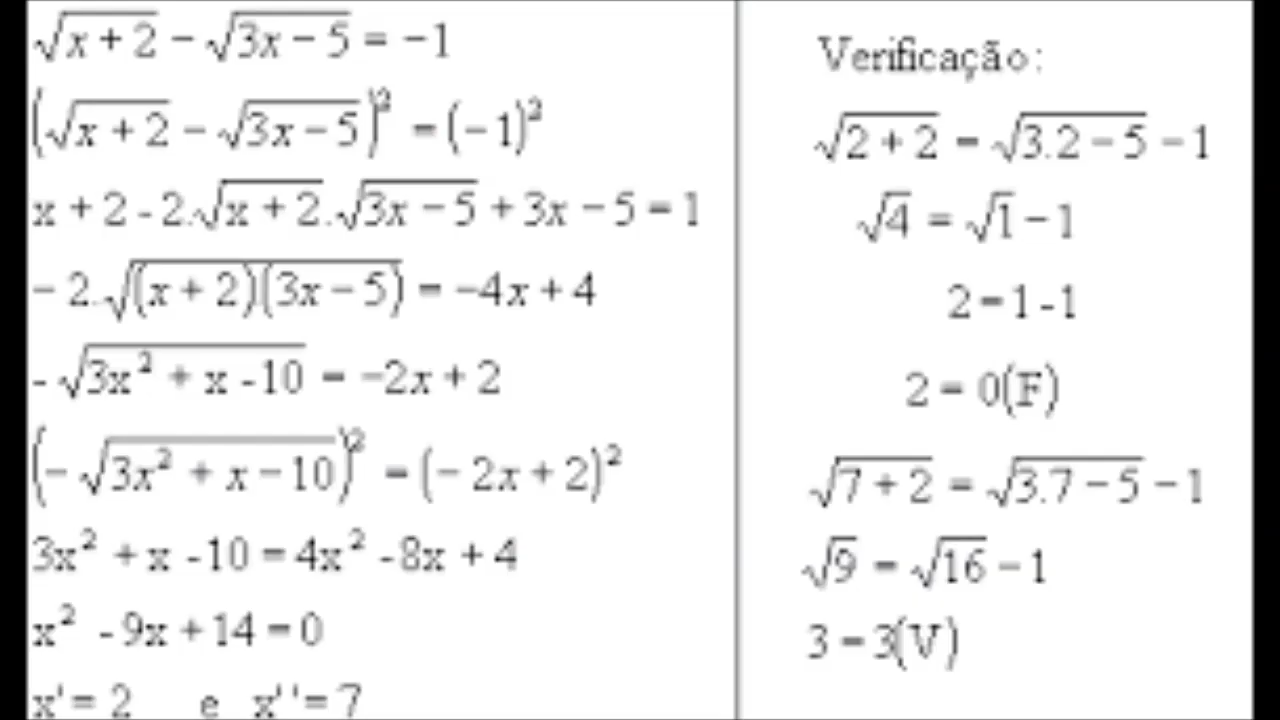 √(x + 2) − √(3x − 5) = −1
(√(x + 2) − √(3x − 5))² = (−1)²
x + 2 - 2.√(x + 2).√(3x − 5) + 3x − 5 = 1
− 2.√((x + 2)(3x − 5)) = −4x + 4
- √(3x² + x -10) = −2x + 2
(− √(3x² + x − 10))² = (− 2x + 2)²
3x² + x -10 = 4x² -8x + 4
x² - 9x + 14 = 0
x' = 2 e x'' = 7
Verificação:
√(2 + 2) = √(3.2 − 5) − 1
√4 = √1 − 1
2 = 1 - 1
2 = 0(F)
√(7 + 2) = √(3.7 − 5) − 1
√9 = √16 − 1
3 = 3(V)